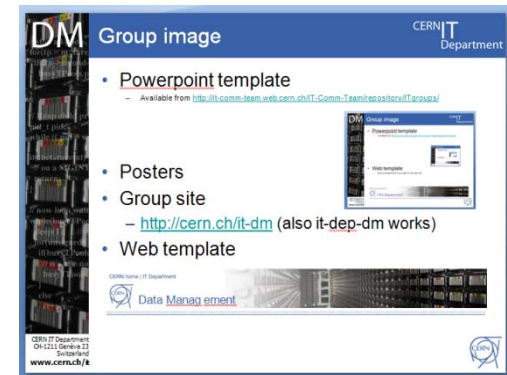 DM Group image
CERN IT
Department
• Powerpoint template
– Available from http://it-comm-team.web.cern.ch/IT-Comm-Team/repository/ITgroups/
DM Group image
• Powerpoint template
• Web template
• Posters
• Group site
– http://cern.ch/it-dm (also it-dep-dm works)
• Web template
CERN home | IT Department
CERN Data Manag ement
CERN IT Department
CH-1211 Genève 23
Switzerland
www.cern.ch/it